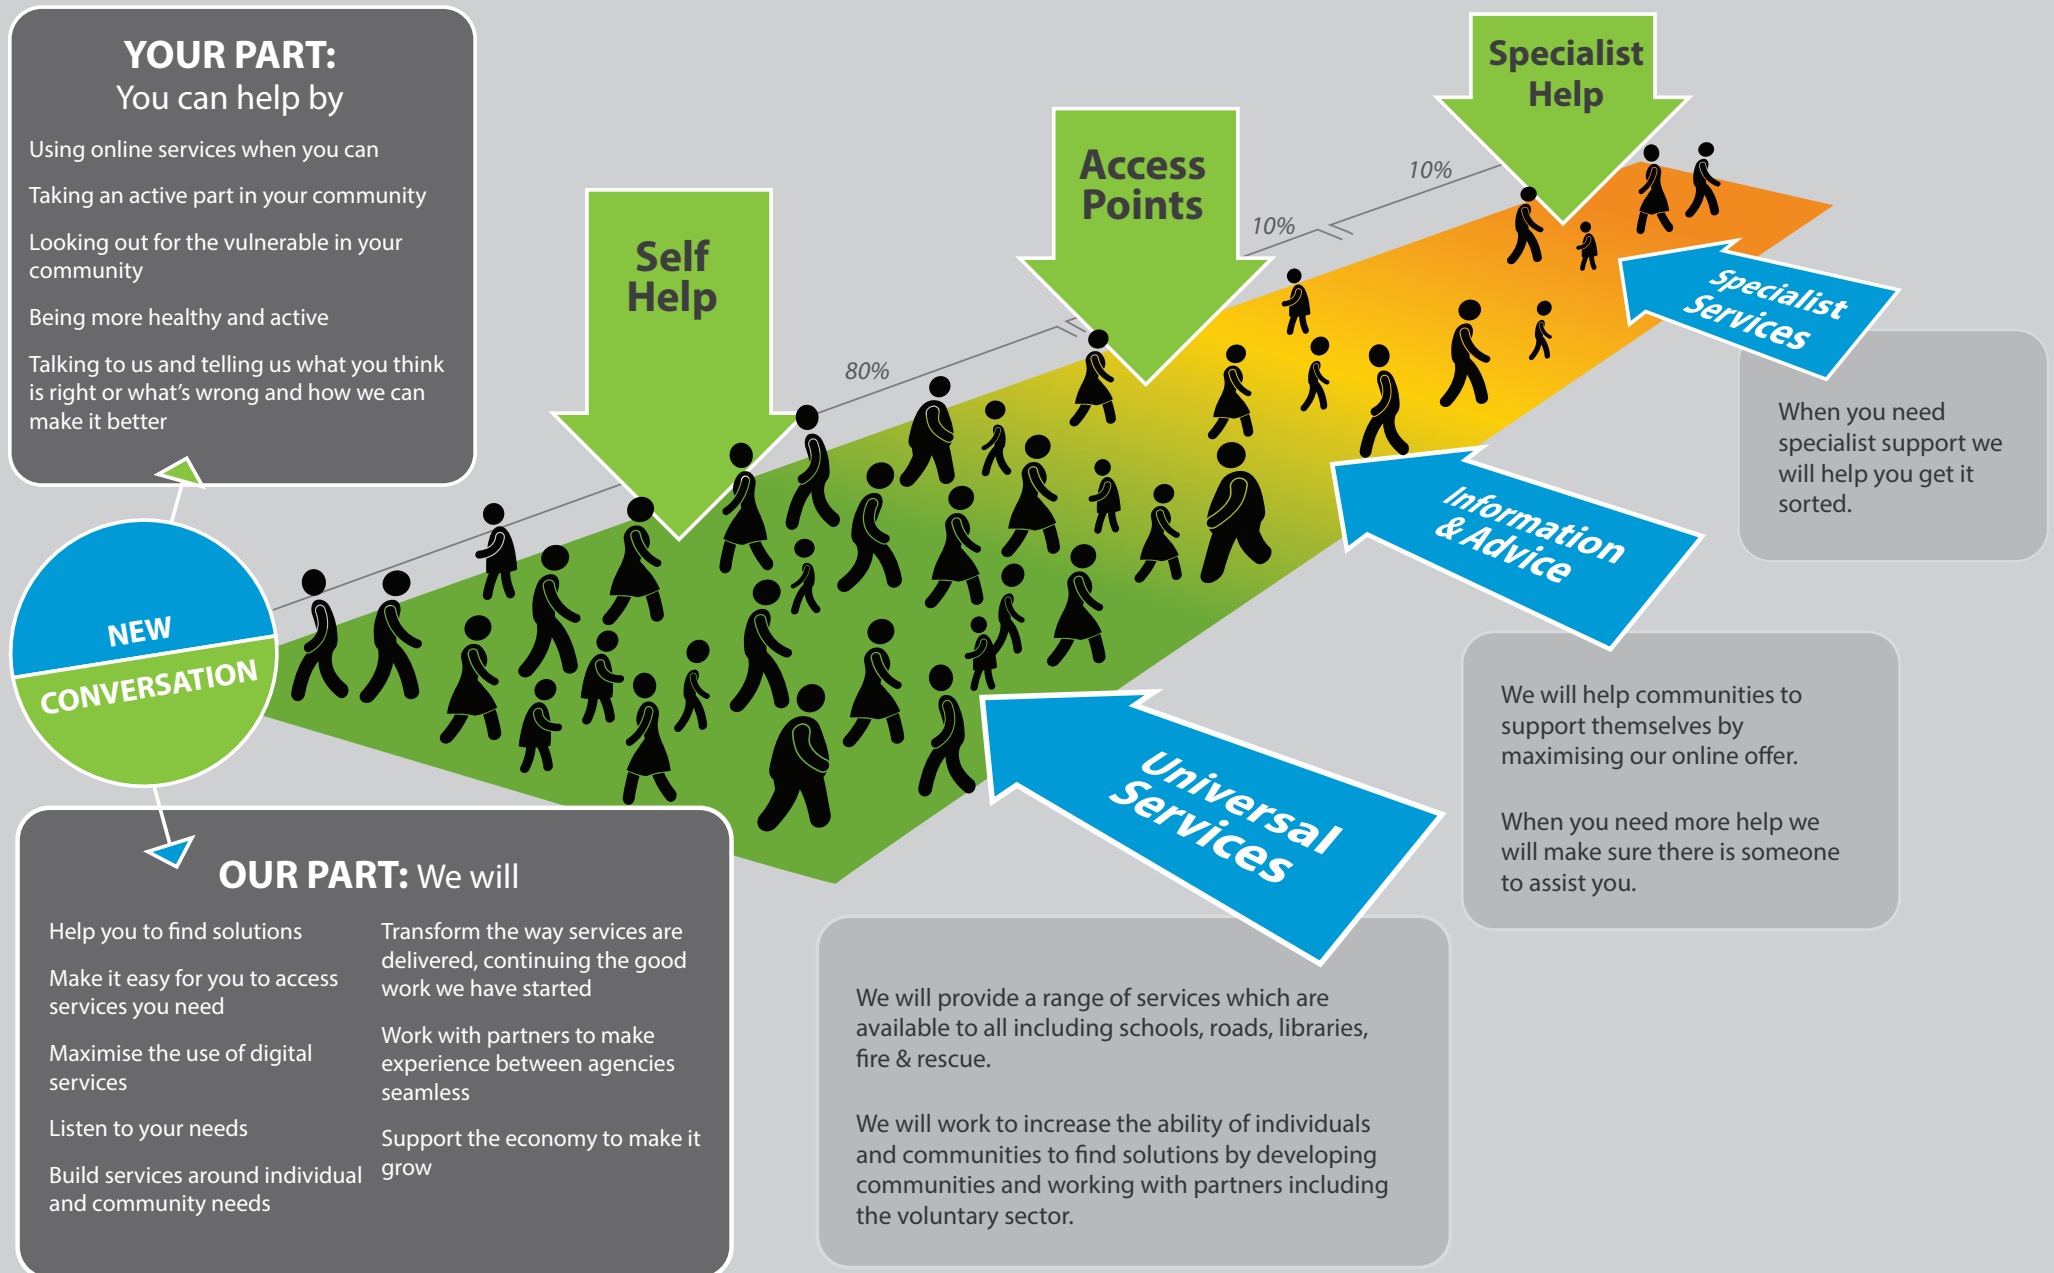 YOUR PART:
You can help by
Using online services when you can
Taking an active part in your community
Looking out for the vulnerable in your
community
Being more healthy and active
Talking to us and telling us what you think
is right or what's wrong and how we can
make it better
NEW
CONVERSATION
OUR PART: We will
Help you to find solutions
Make it easy for you to access
services you need
Maximise the use of digital
services
Listen to your needs
Build services around individual
and community needs
Transform the way services are
delivered, continuing the good
work we have started
Work with partners to make
experience between agencies
seamless
Support the economy to make it
grow
Self
Help
80%
Access
Points
10%
Specialist
Help
10%
Universal
Services
We will provide a range of services which are
available to all including schools, roads, libraries,
fire & rescue.
We will work to increase the ability of individuals
and communities to find solutions by developing
communities and working with partners including
the voluntary sector.
Information
& Advice
We will help communities to
support themselves by
maximising our online offer.
When you need more help we
will make sure there is someone
to assist you.
Specialist
Services
When you need
specialist support we
will help you get it
sorted.